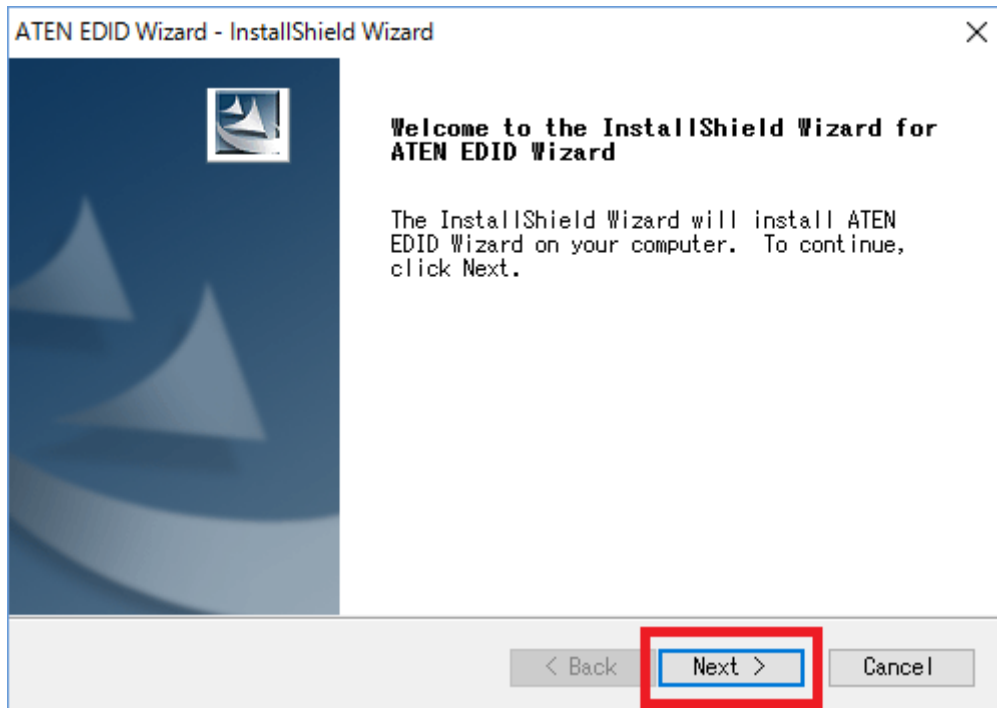 ATEN EDID Wizard - InstallShield Wizard
Welcome to the InstallShield Wizard for
ATEN EDID Wizard
The InstallShield Wizard will install ATEN
EDID Wizard on your computer.  To continue,
click Next.
< Back
Next >
Cancel